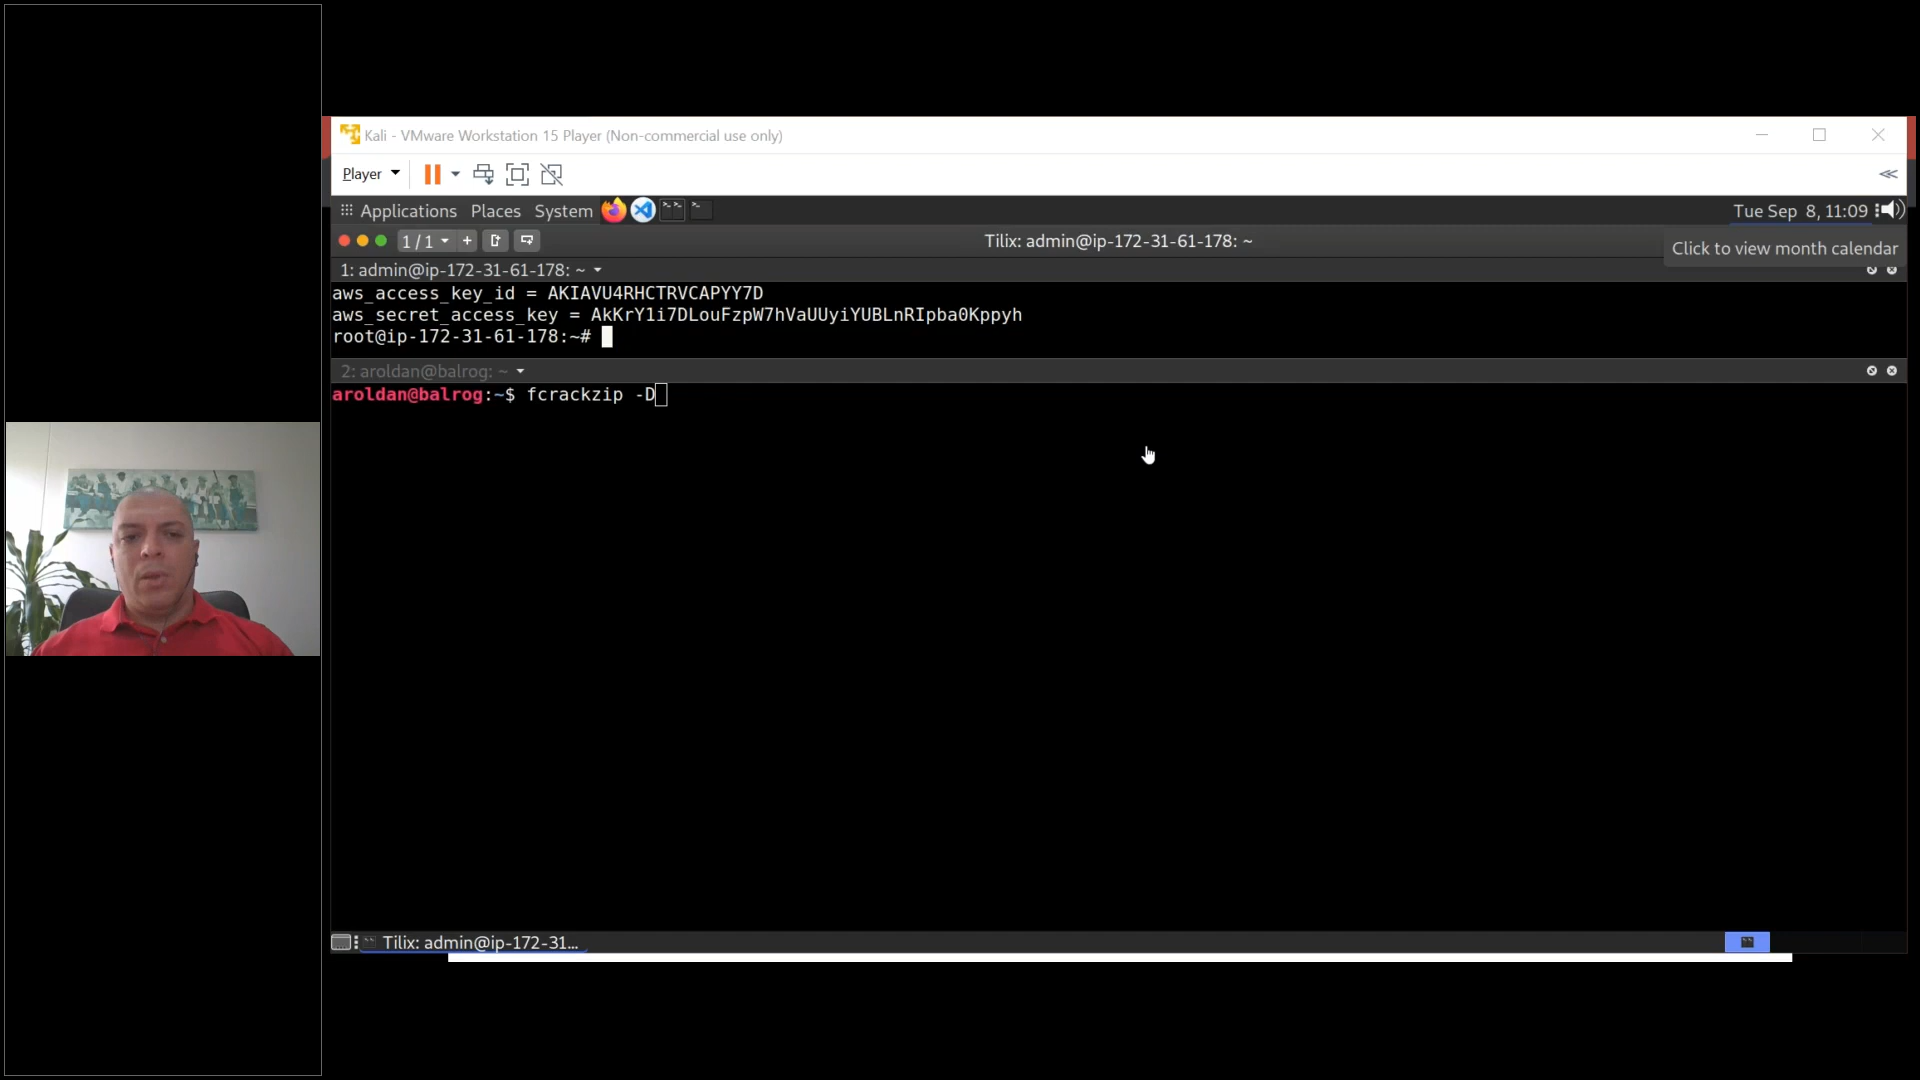 Kali - VMware Workstation 15 Player (Non-commercial use only)
Player
Applications Places System
Tue Sep 8, 11:09
1 / 1
Tilix: admin@ip-172-31-61-178: ~
Click to view month calendar
1: admin@ip-172-31-61-178: ~
aws_access_key_id = AKIAVU4RHCTRVCAPYY7D
aws_secret_access_key = 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
root@ip-172-31-61-178:~#
2: aroldan@balrog: ~
aroldan@balrog:~$ fcrackzip -D
Tilix: admin@ip-172-31...